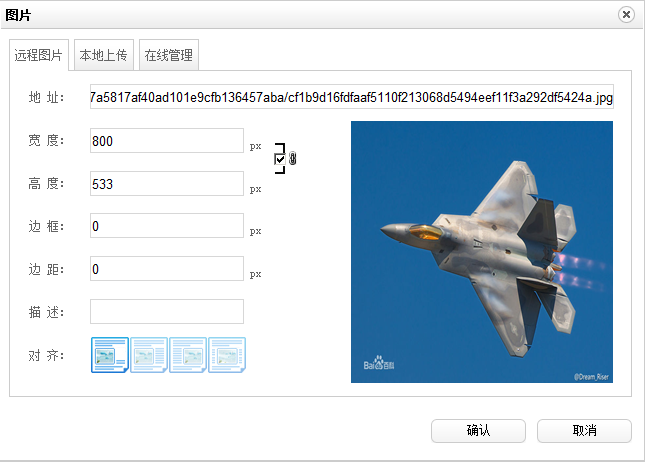 图片
远程图片 本地上传 在线管理
地 址： 7a5817af40ad101e9cfb136457aba/cf1b9d16fdfaaf5110f213068d5494eef11f3a292df5424a.jpg
宽 度： 800 px
高 度： 533 px
边 框： 0 px
边 距： 0 px
描 述：
对 齐：
Bai百科
@Dream_Riser
确认 取消